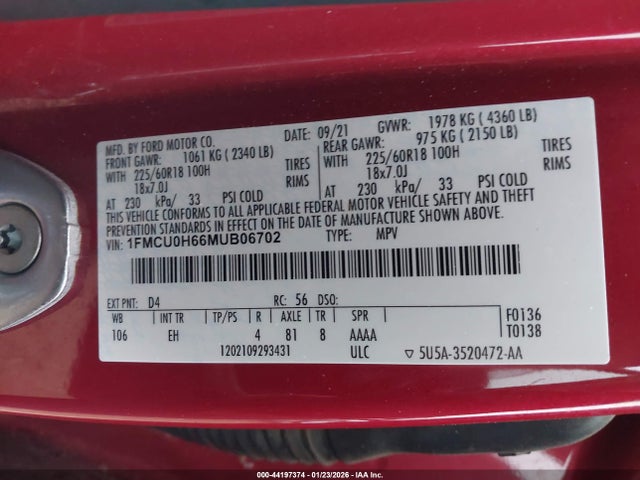 MFD. BY FORD MOTOR CO. DATE: 09/21 GVWR: 1978 KG ( 4360 LB)
FRONT GAWR: 1061 KG ( 2340 LB) REAR GAWR: 975 KG ( 2150 LB)
WITH 225/60R18 100H TIRES WITH 225/60R18 100H TIRES
18x7.0J RIMS 18x7.0J RIMS
AT 230 kPa/ 33 PSI COLD AT 230 kPa/ 33 PSI COLD
THIS VEHICLE CONFORMS TO ALL APPLICABLE FEDERAL MOTOR VEHICLE SAFETY AND THEFT
PREVENTION STANDARDS IN EFFECT ON THE DATE OF MANUFACTURE SHOWN ABOVE.
VIN: 1FMCU0H66MUB06702 TYPE: MPV
EXT PNT: D4 RC: 56 DSO:
WB INT TR TP/PS R AXLE TR SPR F0136
106 EH 4 81 8 AAAA T0138
1202109293431 ULC ▽ 5U5A-3520472-AA
000-44197374 | 01/23/2026 | IAA Inc.